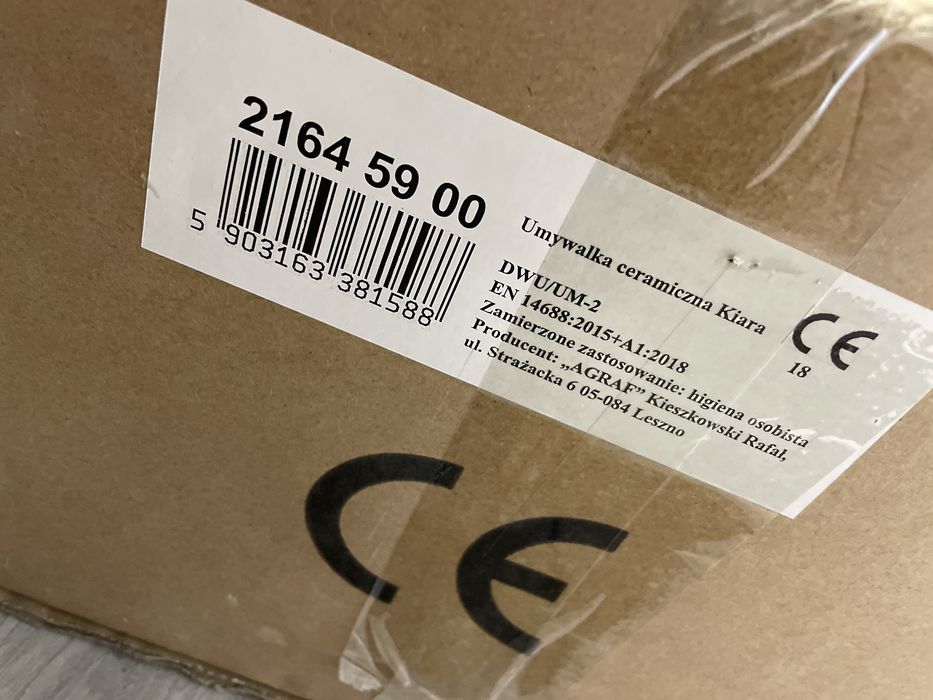 2164 59 00
5 903163 381588
Umywalka ceramiczna Kiara
DWU/UM-2
EN 14688:2015+A1:2018
Zamierzone zastosowanie: higiena osobista
Producent: „AGRAF” Kieszkowski Rafał,
ul. Strażacka 6 05-084 Leszno
CE
18
CE